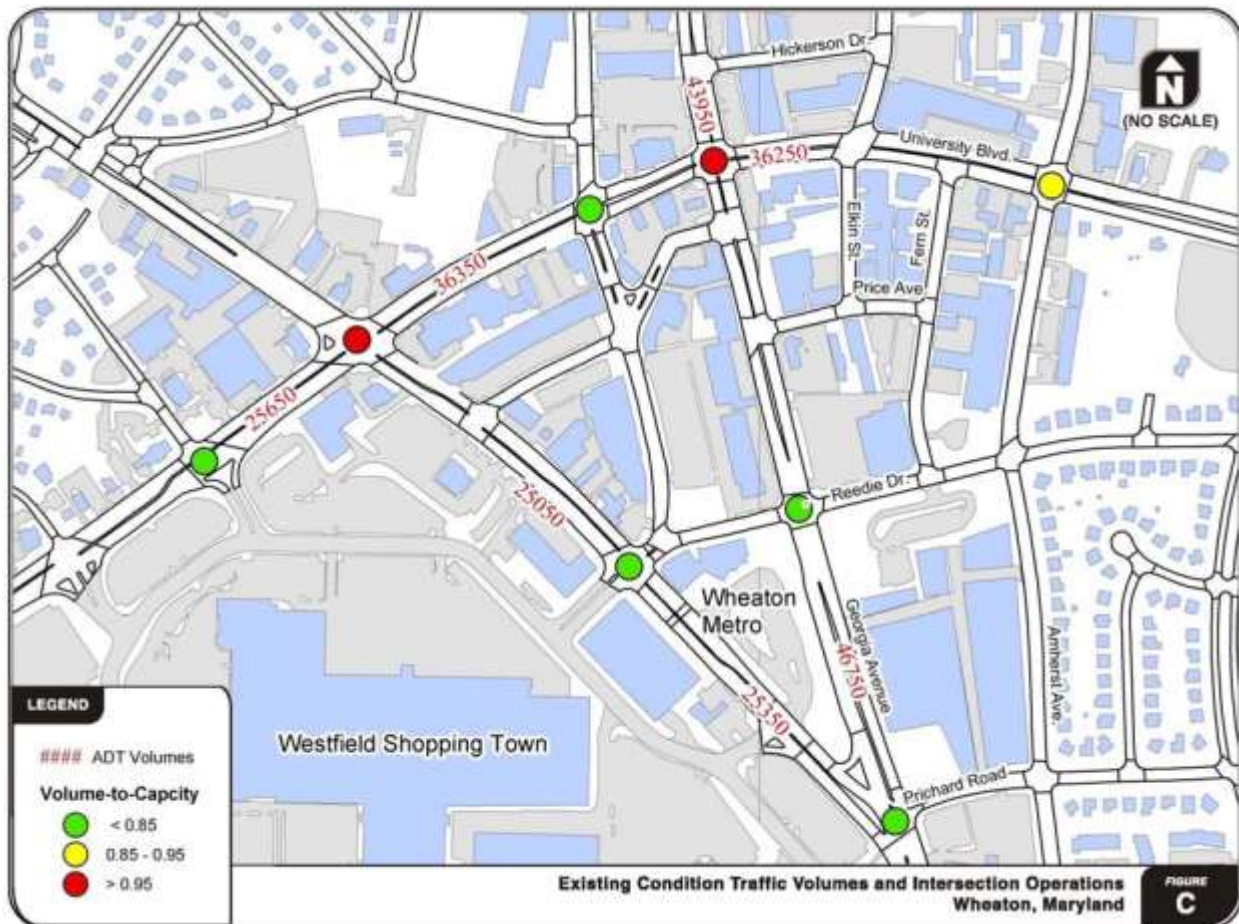 Hickerson Dr.
N
(NO SCALE)
43950
36250
University Blvd.
Elkin St.
Fern St.
Price Ave.
36350
25650
25050
Reedie Dr.
Wheaton
Metro
Georgia Avenue
46750
Amherst Ave.
25350
Westfield Shopping Town
Prichard Road
LEGEND
#### ADT Volumes
Volume-to-Capcity
< 0.85
0.85 - 0.95
> 0.95
Existing Condition Traffic Volumes and Intersection Operations
Wheaton, Maryland
FIGURE
C